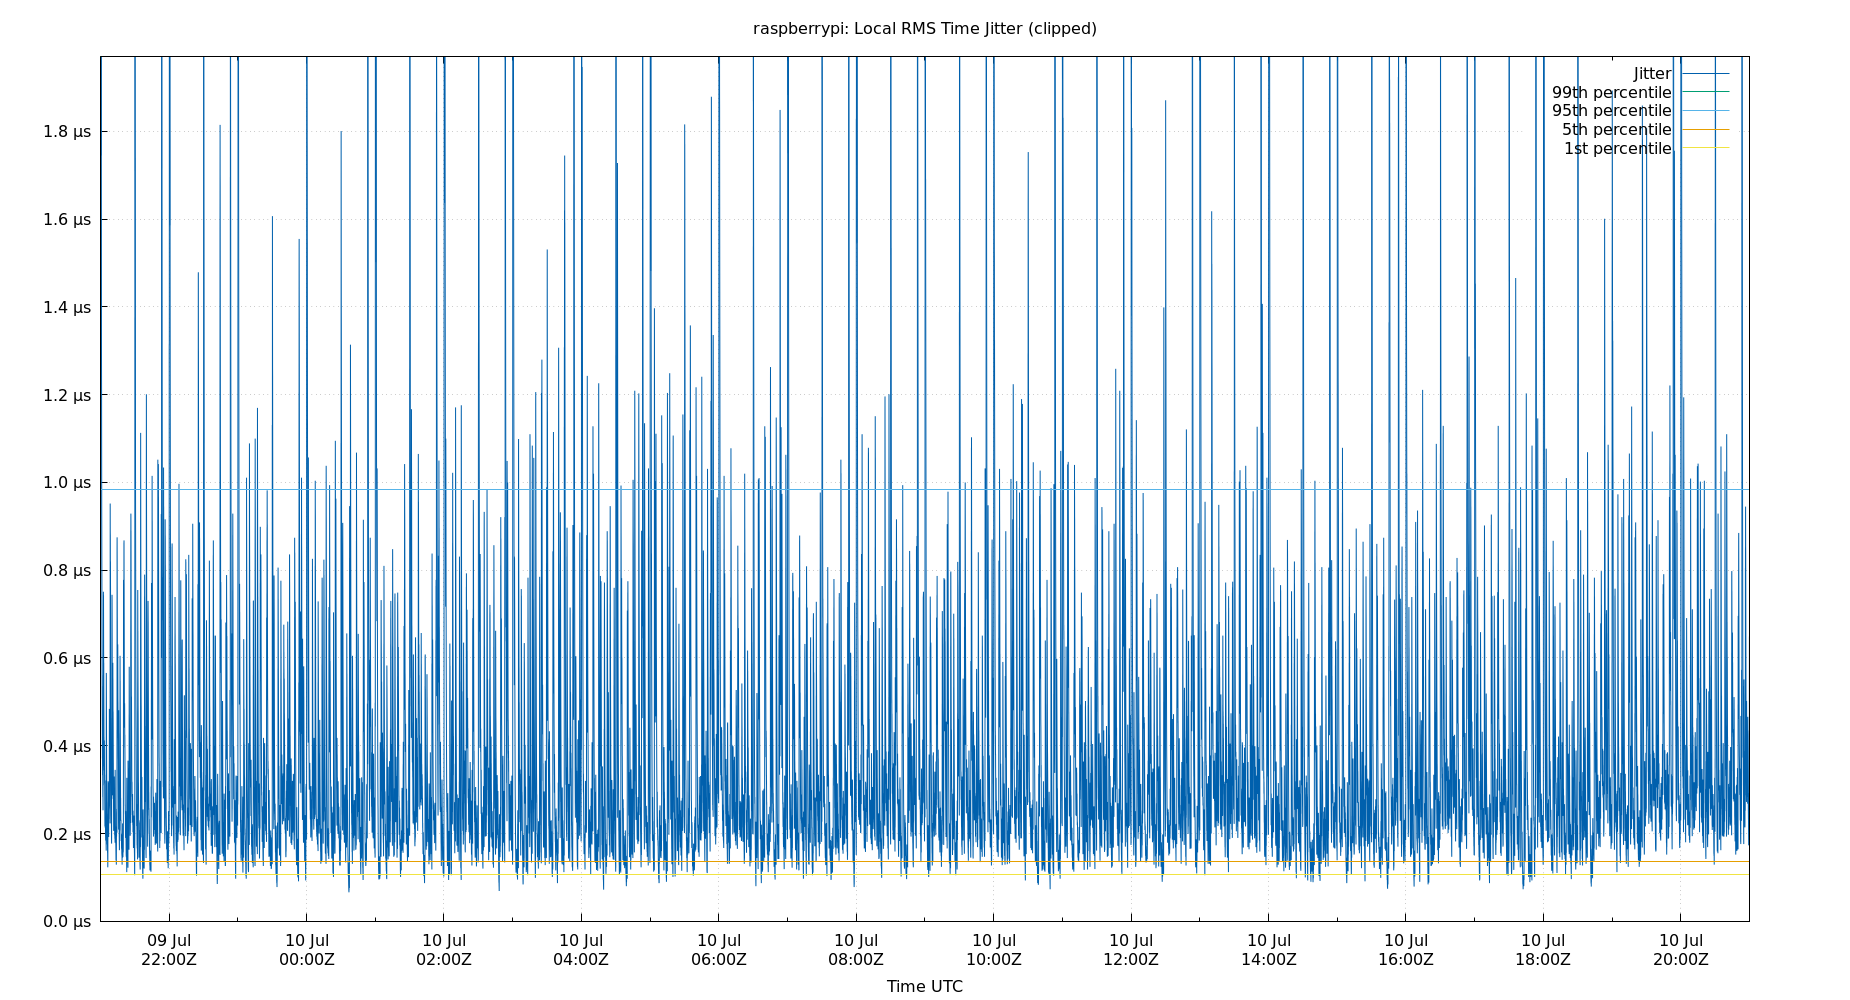 raspberrypi: Local RMS Time Jitter (clipped)
Jitter
99th percentile
95th percentile
5th percentile
1st percentile
1.8 µs
1.6 µs
1.4 µs
1.2 µs
1.0 µs
0.8 µs
0.6 µs
0.4 µs
0.2 µs
0.0 µs
09 Jul 10 Jul 10 Jul 10 Jul 10 Jul 10 Jul 10 Jul 10 Jul 10 Jul 10 Jul 10 Jul 10 Jul
22:00Z 00:00Z 02:00Z 04:00Z 06:00Z 08:00Z 10:00Z 12:00Z 14:00Z 16:00Z 18:00Z 20:00Z
Time UTC